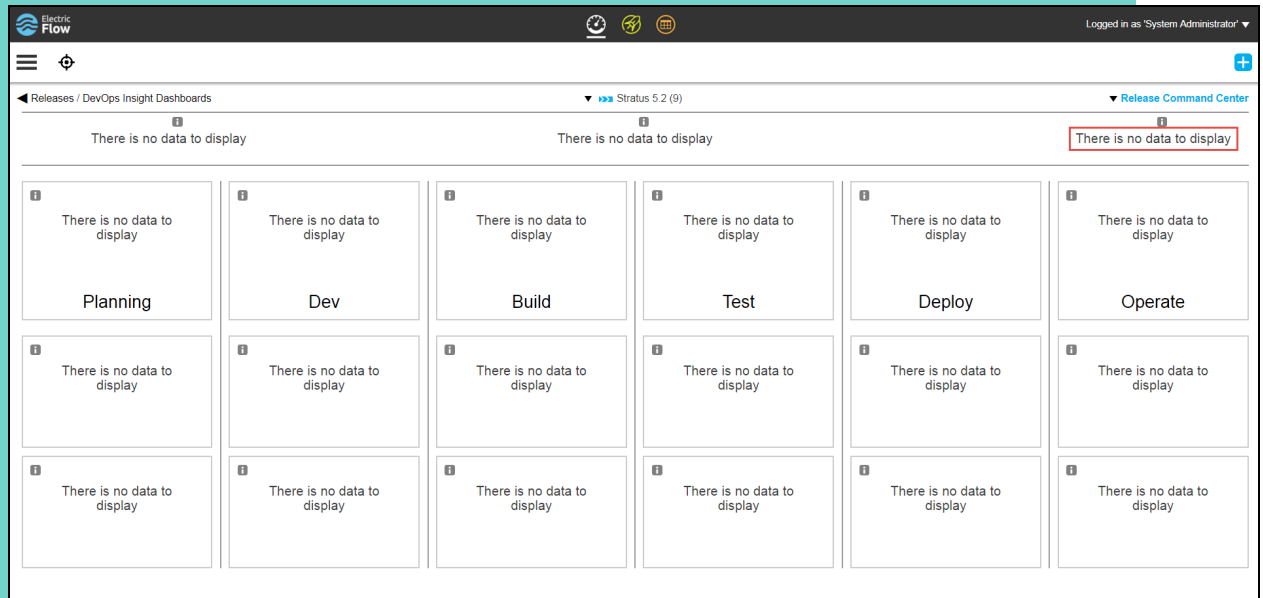 Electric
Flow
Logged in as 'System Administrator'
Releases / DevOps Insight Dashboards
Stratus 5.2 (9)
Release Command Center
There is no data to display
There is no data to display
There is no data to display
There is no data to
display
Planning
There is no data to
display
Dev
There is no data to
display
Build
There is no data to
display
Test
There is no data to
display
Deploy
There is no data to
display
Operate
There is no data to
display
There is no data to
display
There is no data to
display
There is no data to
display
There is no data to
display
There is no data to
display
There is no data to
display
There is no data to
display
There is no data to
display
There is no data to
display
There is no data to
display
There is no data to
display